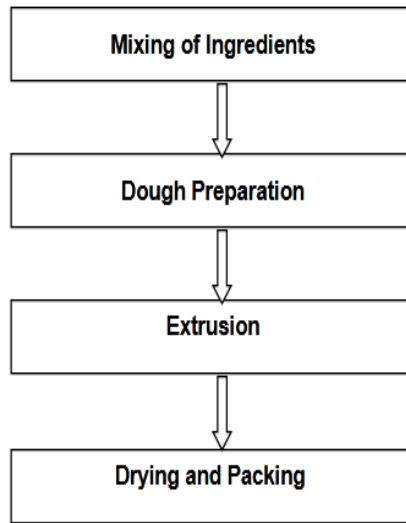 Mixing of Ingredients
Dough Preparation
Extrusion
Drying and Packing